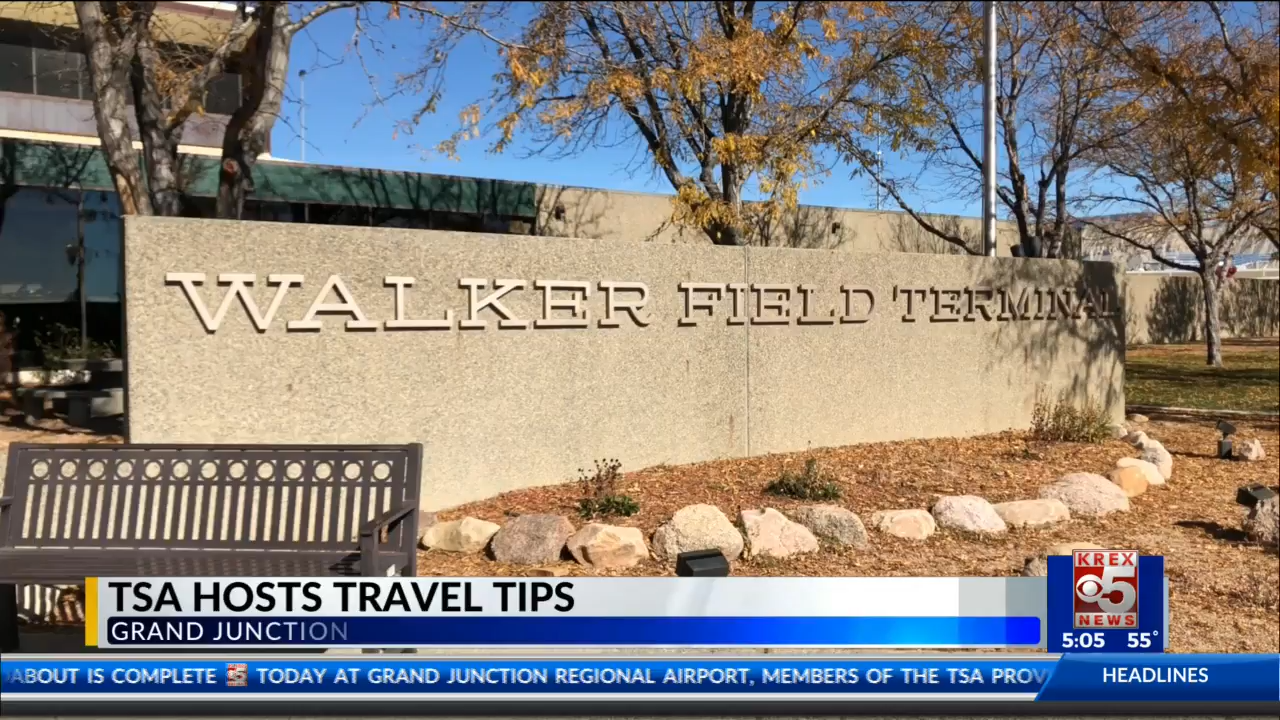 WALKER FIELD TERMINAL
TSA HOSTS TRAVEL TIPS
GRAND JUNCTION
KREX
5
NEWS
5:05 55°
ABOUT IS COMPLETE 5 TODAY AT GRAND JUNCTION REGIONAL AIRPORT, MEMBERS OF THE TSA PROV
HEADLINES